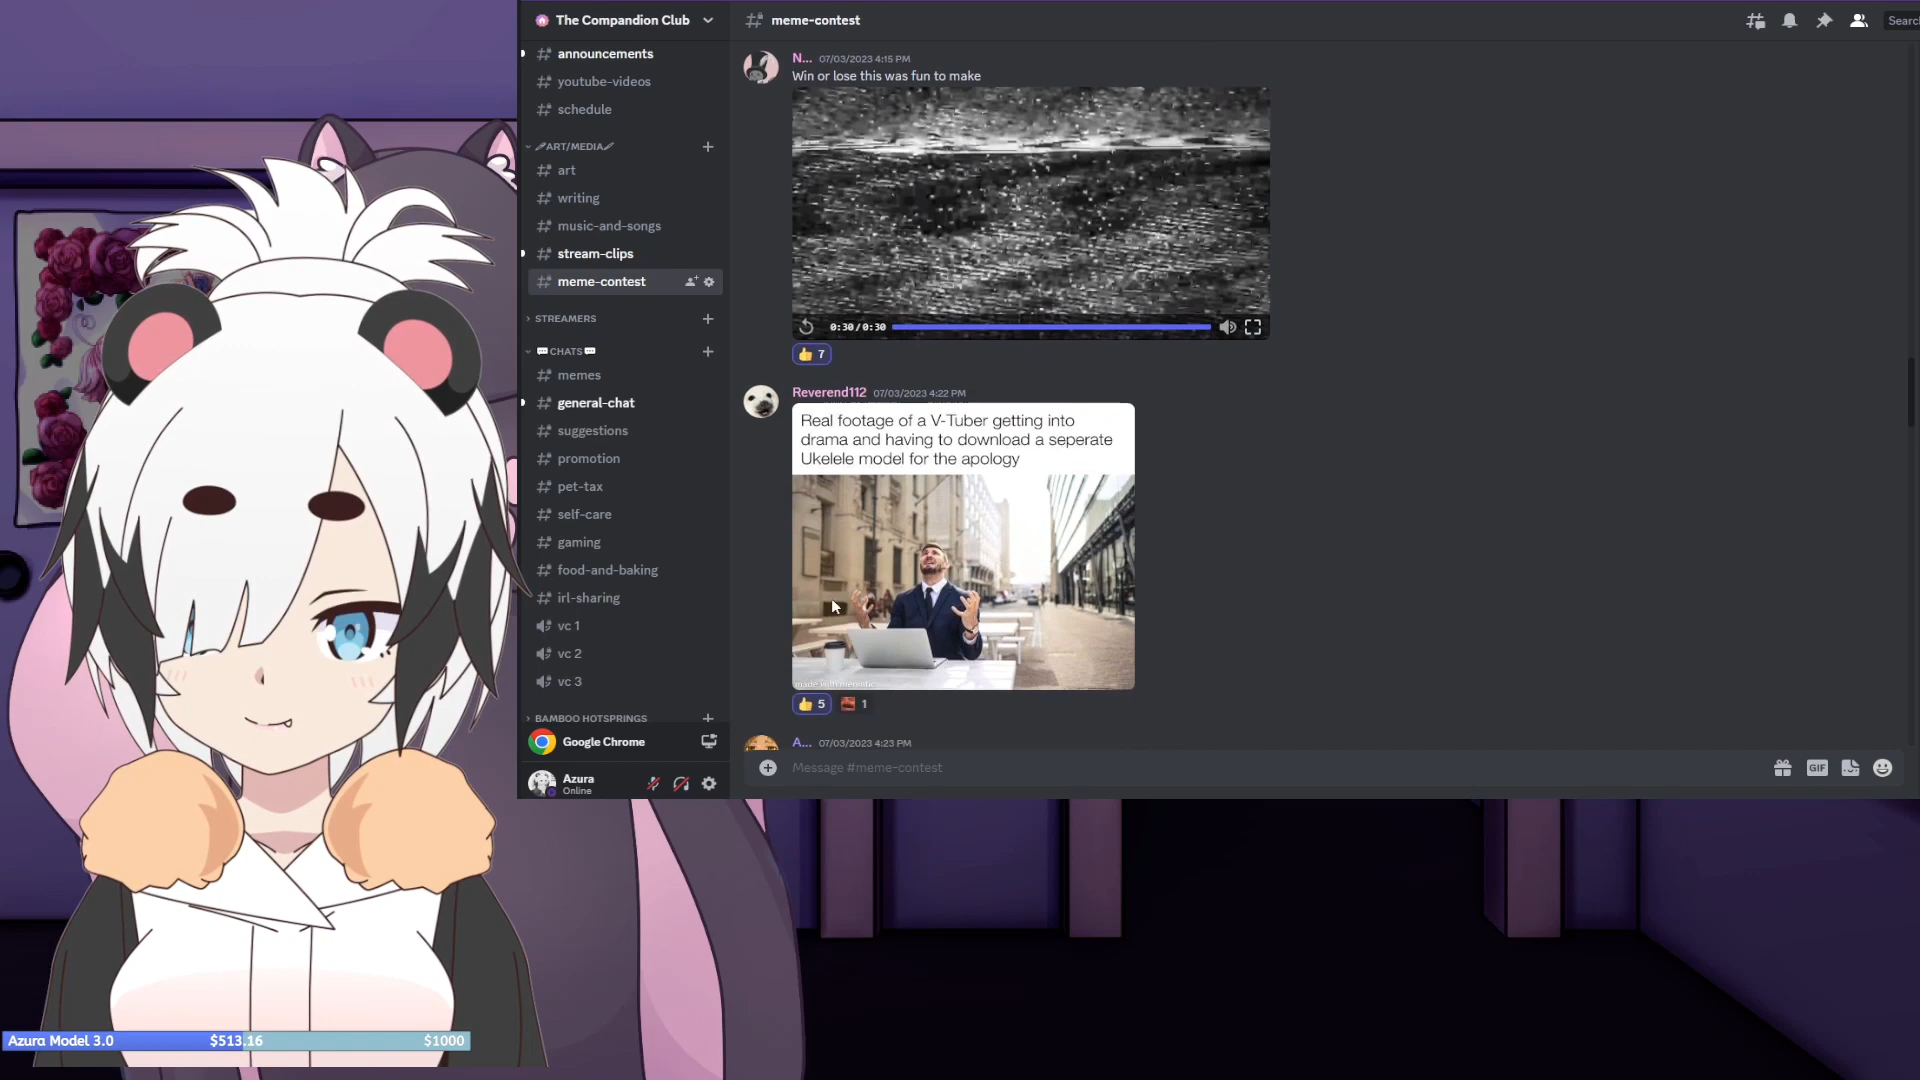 The Compandion Club
announcements
youtube-videos
schedule
ART/MEDIA
art
writing
music-and-songs
stream-clips
meme-contest
STREAMERS
CHATS
memes
general-chat
suggestions
promotion
pet-tax
self-care
gaming
food-and-baking
irl-sharing
vc 1
vc 2
vc 3
BAMBOO HOTSPRINGS
Google Chrome
Azura
Online
meme-contest
Search
N... 07/03/2023 4:15 PM
Win or lose this was fun to make
0:30/0:30
7
Reverend112 07/03/2023 4:22 PM
Real footage of a V-Tuber getting into
drama and having to download a seperate
Ukelele model for the apology
made with mematic
5 1
A... 07/03/2023 4:23 PM
Message #meme-contest
GIF
Azura Model 3.0 $513.16 $1000